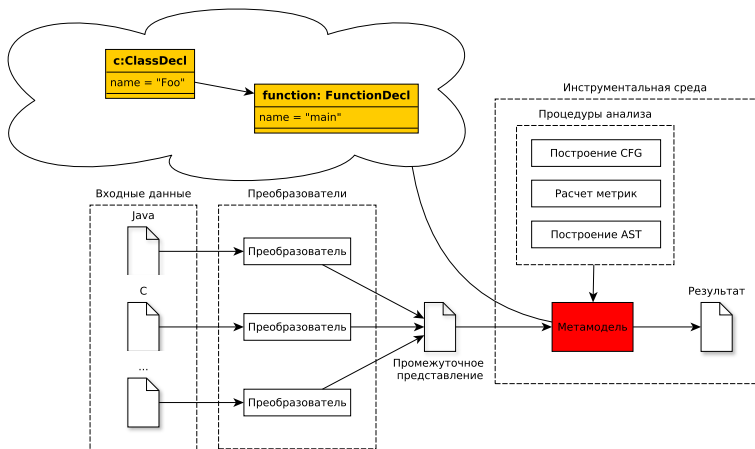 c:ClassDecl
name = "Foo"
function: FunctionDecl
name = "main"
Инструментальная среда
Процедуры анализа
Построение CFG
Расчет метрик
Построение AST
Входные данные
Преобразователи
Java
Преобразователь
C
Преобразователь
...
Преобразователь
Промежуточное
представление
Метамодель
Результат